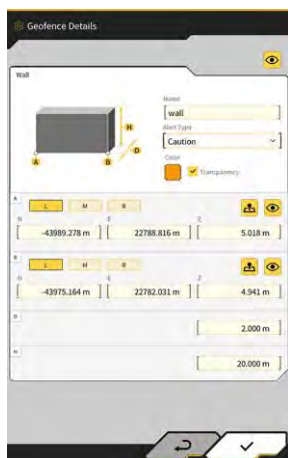 Geofence Details
Wall
H
D
A
B
Name
[ wall ]
Alert Type
[ Caution ]
Color
Transparency
A
L M R
N E Z
[ -43989.278 m ] [ 22788.816 m ] [ 5.018 m ]
B
L M R
N E Z
[ -43975.164 m ] [ 22782.031 m ] [ 4.941 m ]
D
[ 2.000 m ]
H
[ 20.000 m ]